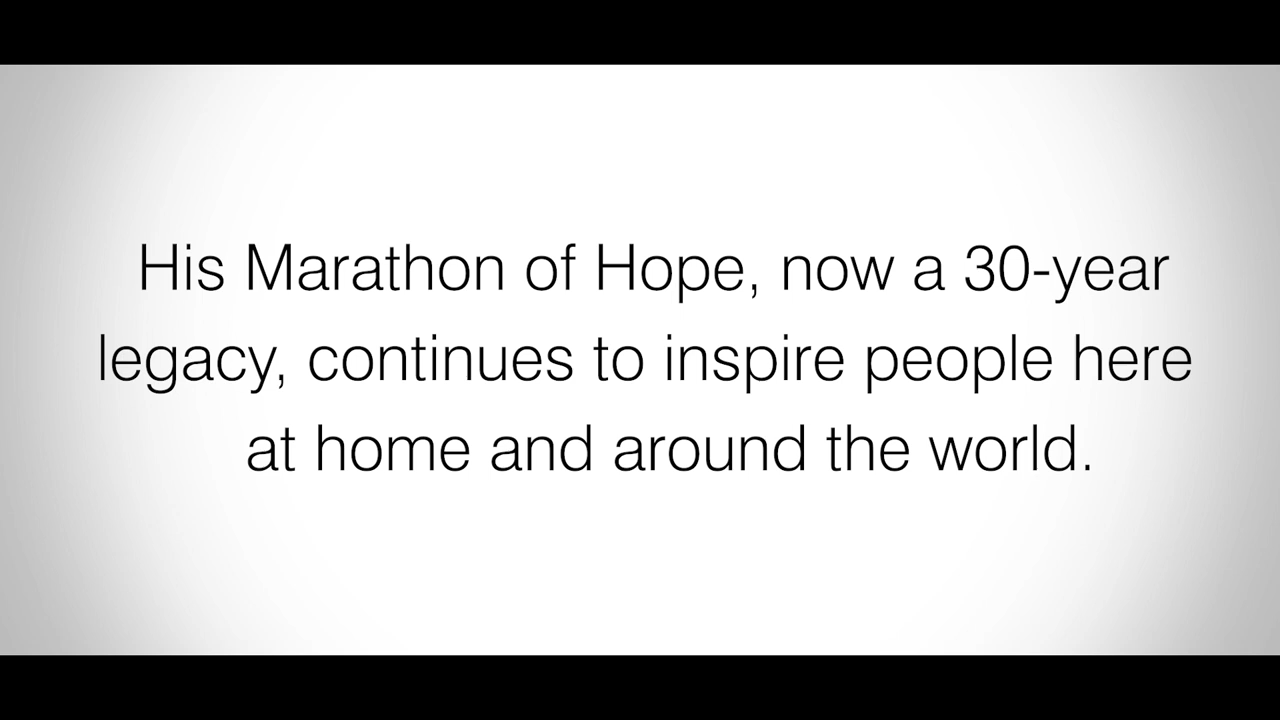 His Marathon of Hope, now a 30-year
legacy, continues to inspire people here
at home and around the world.